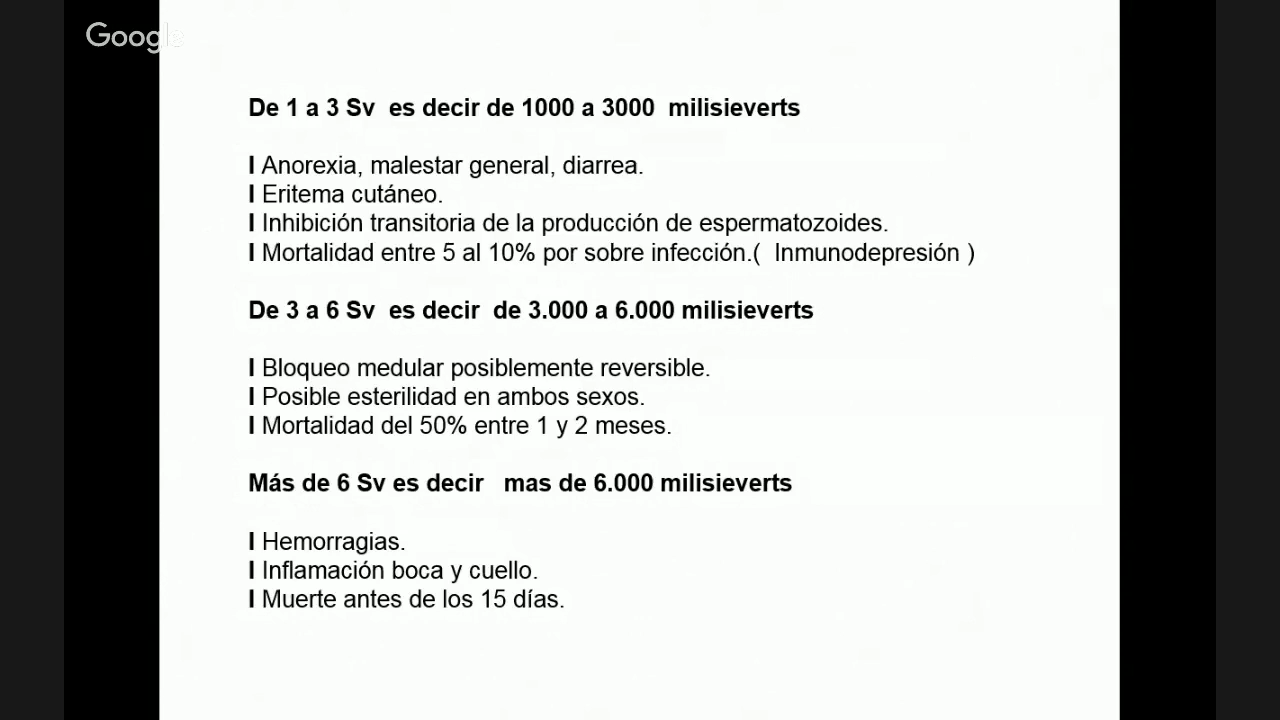 Google
De 1 a 3 Sv es decir de 1000 a 3000 milisieverts
l Anorexia, malestar general, diarrea.
l Eritema cutáneo.
l Inhibición transitoria de la producción de espermatozoides.
l Mortalidad entre 5 al 10% por sobre infección.( Inmunodepresión )
De 3 a 6 Sv es decir de 3.000 a 6.000 milisieverts
l Bloqueo medular posiblemente reversible.
l Posible esterilidad en ambos sexos.
l Mortalidad del 50% entre 1 y 2 meses.
Más de 6 Sv es decir mas de 6.000 milisieverts
l Hemorragias.
l Inflamación boca y cuello.
l Muerte antes de los 15 días.